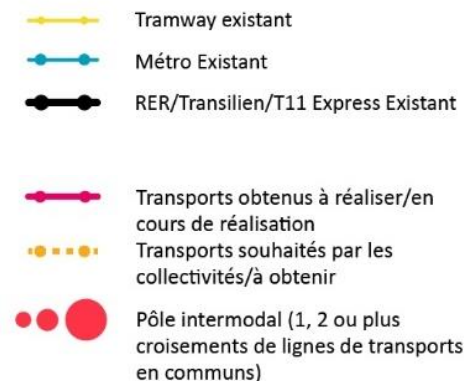 Tramway existant
Métro Existant
RER/Transilien/T11 Express Existant
Transports obtenus à réaliser/en
cours de réalisation
Transports souhaités par les
collectivités/à obtenir
Pôle intermodal (1, 2 ou plus
croisements de lignes de transports
en communs)